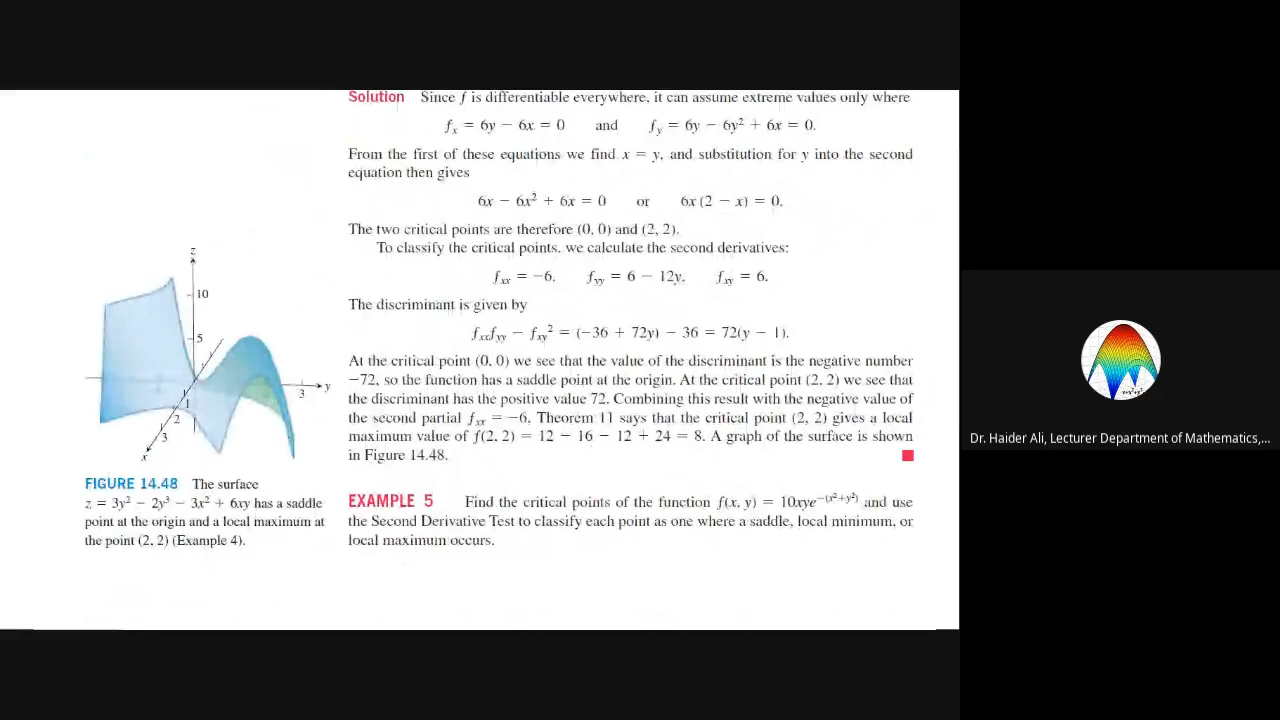 Solution Since f is differentiable everywhere, it can assume extreme values only where
fx = 6y − 6x = 0 and fy = 6y − 6y² + 6x = 0.
From the first of these equations we find x = y, and substitution for y into the second
equation then gives
6x − 6x² + 6x = 0 or 6x (2 − x) = 0.
The two critical points are therefore (0, 0) and (2, 2).
To classify the critical points, we calculate the second derivatives:
fxx = −6, fyy = 6 − 12y, fxy = 6.
The discriminant is given by
fxxfyy − fxy² = (−36 + 72y) − 36 = 72(y − 1).
At the critical point (0, 0) we see that the value of the discriminant is the negative number
−72, so the function has a saddle point at the origin. At the critical point (2, 2) we see that
the discriminant has the positive value 72. Combining this result with the negative value of
the second partial fxx = −6, Theorem 11 says that the critical point (2, 2) gives a local
maximum value of f(2, 2) = 12 − 16 − 12 + 24 = 8. A graph of the surface is shown
in Figure 14.48.
z
10
5
y
3
1
2
3
x
FIGURE 14.48 The surface
z = 3y² − 2y³ − 3x² + 6xy has a saddle
point at the origin and a local maximum at
the point (2, 2) (Example 4).
EXAMPLE 5 Find the critical points of the function f(x, y) = 10xye^−(x²+y²) and use
the Second Derivative Test to classify each point as one where a saddle, local minimum, or
local maximum occurs.
Dr. Haider Ali, Lecturer Department of Mathematics,...